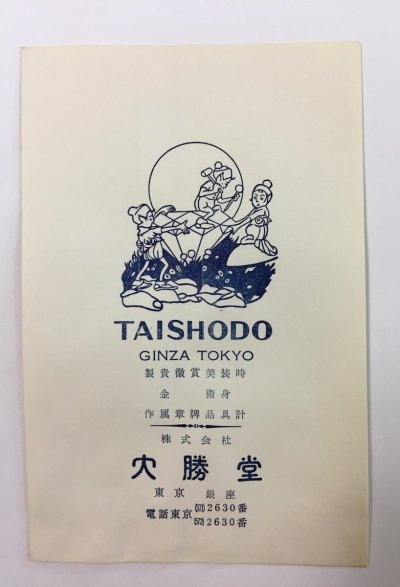 TAISHODO
GINZA TOKYO
時計
装身具
美術品
賞牌
徽章
貴金属
製作
株式会社
大勝堂
東京 銀座
電話東京(571)2630番
(572)2630番